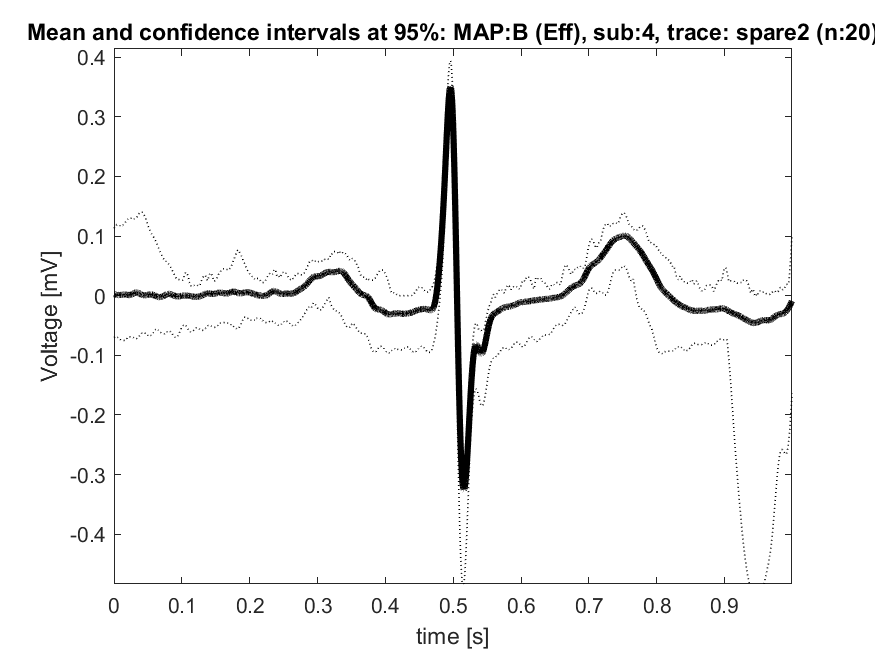 Mean and confidence intervals at 95%: MAP:B (Eff), sub:4, trace: spare2 (n:20)
0.4
0.3
0.2
0.1
0
-0.1
-0.2
-0.3
-0.4
Voltage [mV]
0 0.1 0.2 0.3 0.4 0.5 0.6 0.7 0.8 0.9
time [s]